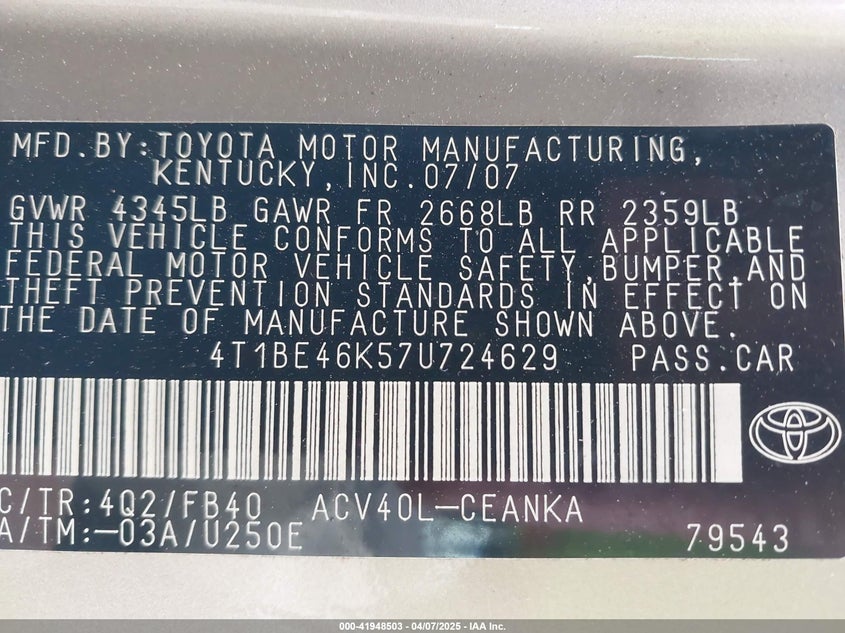 MFD.BY:TOYOTA MOTOR MANUFACTURING,
KENTUCKY,INC.07/07
GVWR 4345LB GAWR FR 2668LB RR 2359LB
THIS VEHICLE CONFORMS TO ALL APPLICABLE
FEDERAL MOTOR VEHICLE SAFETY,BUMPER,AND
THEFT PREVENTION STANDARDS IN EFFECT ON
THE DATE OF MANUFACTURE SHOWN ABOVE.
4T1BE46K57U724629 PASS.CAR
C/TR:4Q2/FB40 ACV40L-CEANKA
A/TM:-03A/U250E 79543
000-41948503 - 04/07/2025 - IAA Inc.